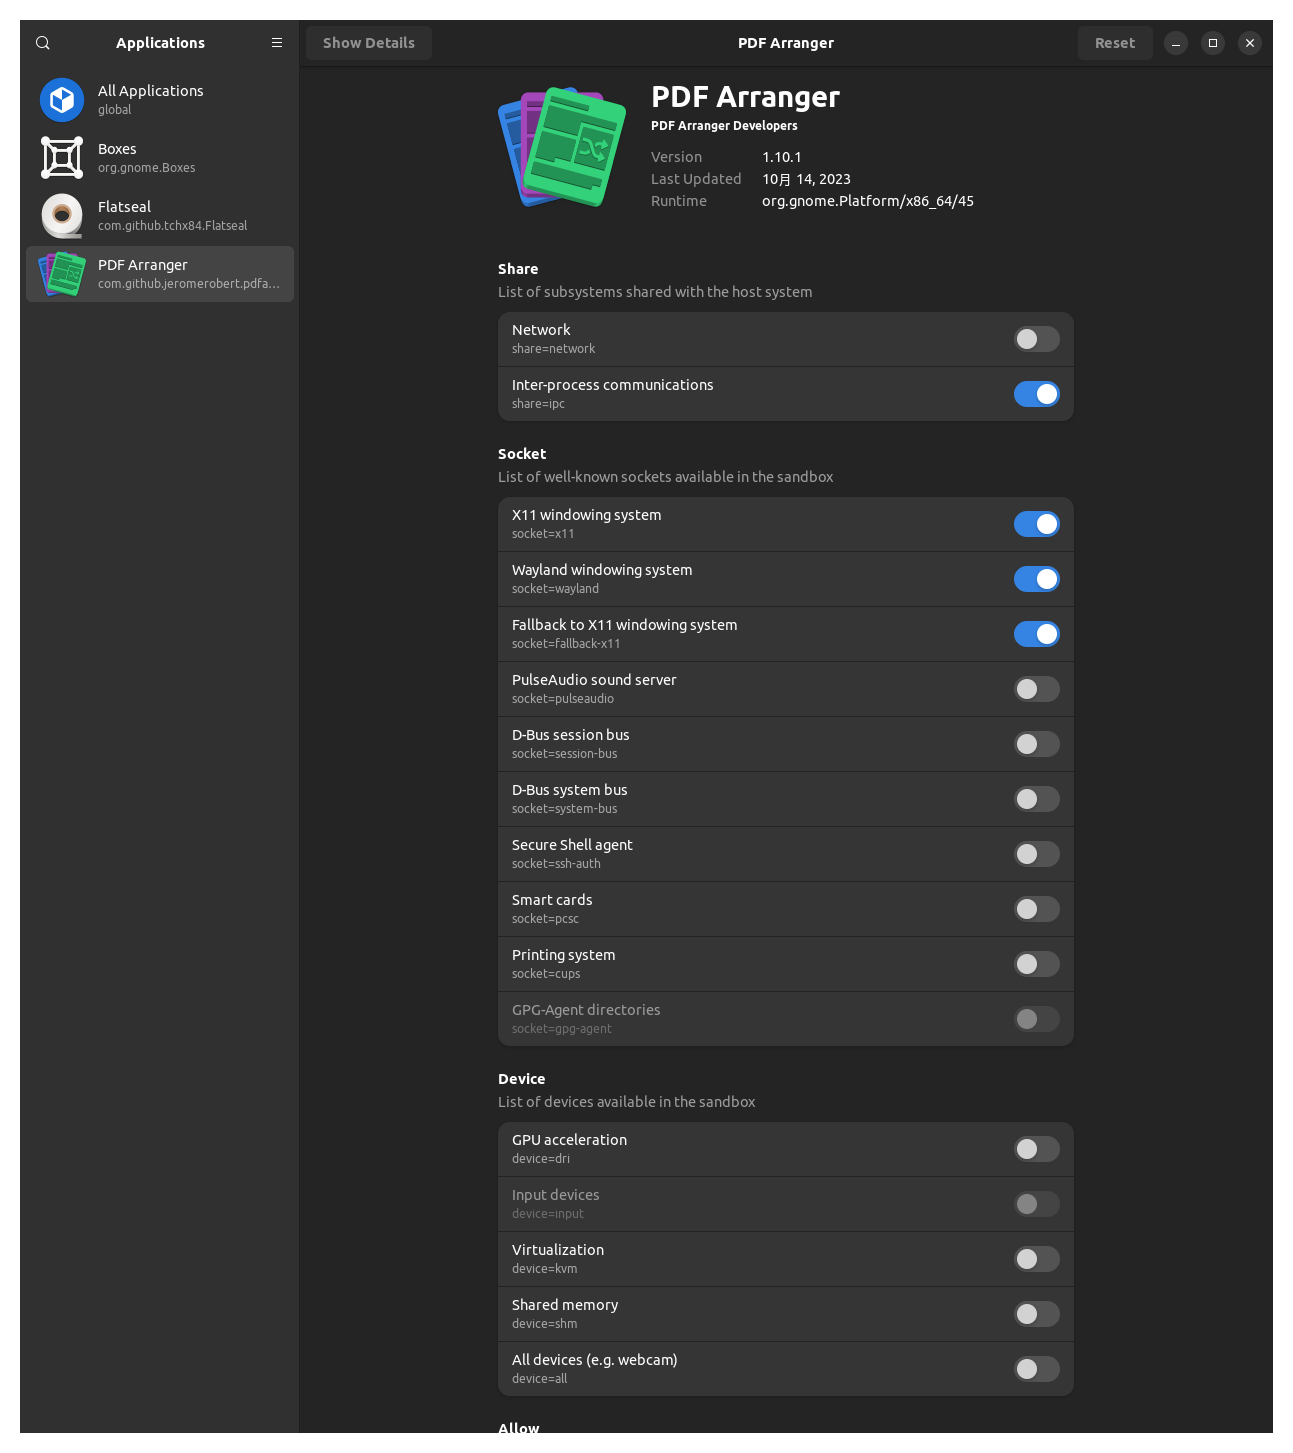 Applications
All Applications
global
Boxes
org.gnome.Boxes
Flatseal
com.github.tchx84.Flatseal
PDF Arranger
com.github.jeromerobert.pdfa...
Show Details
PDF Arranger
Reset
PDF Arranger
PDF Arranger Developers
Version 1.10.1
Last Updated 10月 14, 2023
Runtime org.gnome.Platform/x86_64/45
Share
List of subsystems shared with the host system
Network
share=network
Inter-process communications
share=ipc
Socket
List of well-known sockets available in the sandbox
X11 windowing system
socket=x11
Wayland windowing system
socket=wayland
Fallback to X11 windowing system
socket=fallback-x11
PulseAudio sound server
socket=pulseaudio
D-Bus session bus
socket=session-bus
D-Bus system bus
socket=system-bus
Secure Shell agent
socket=ssh-auth
Smart cards
socket=pcsc
Printing system
socket=cups
GPG-Agent directories
socket=gpg-agent
Device
List of devices available in the sandbox
GPU acceleration
device=dri
Input devices
device=input
Virtualization
device=kvm
Shared memory
device=shm
All devices (e.g. webcam)
device=all
Allow